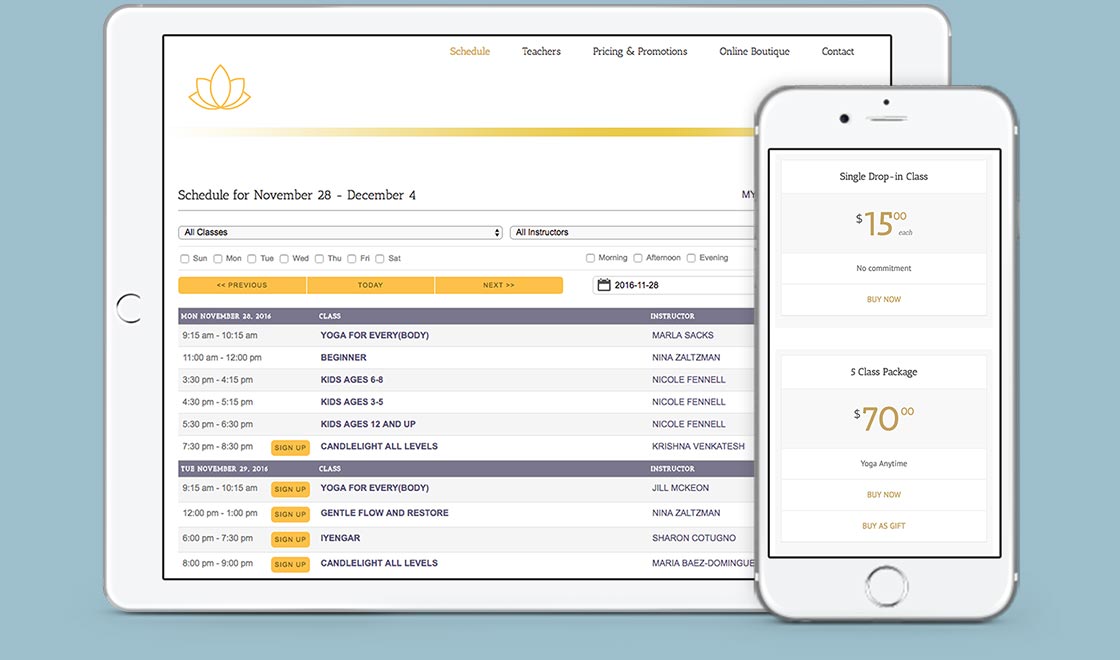 Schedule Teachers Pricing & Promotions Online Boutique Contact
Schedule for November 28 - December 4 MY
All Classes All Instructors
Sun Mon Tue Wed Thu Fri Sat Morning Afternoon Evening
<< PREVIOUS TODAY NEXT >> 2016-11-28
MON NOVEMBER 28, 2016 CLASS INSTRUCTOR
9:15 am - 10:15 am YOGA FOR EVERY(BODY) MARLA SACKS
11:00 am - 12:00 pm BEGINNER NINA ZALTZMAN
3:30 pm - 4:15 pm KIDS AGES 6-8 NICOLE FENNELL
4:30 pm - 5:15 pm KIDS AGES 3-5 NICOLE FENNELL
5:30 pm - 6:30 pm KIDS AGES 12 AND UP NICOLE FENNELL
7:30 pm - 8:30 pm SIGN UP CANDLELIGHT ALL LEVELS KRISHNA VENKATESH
TUE NOVEMBER 29, 2016 CLASS INSTRUCTOR
9:15 am - 10:15 am SIGN UP YOGA FOR EVERY(BODY) JILL MCKEON
12:00 pm - 1:00 pm SIGN UP GENTLE FLOW AND RESTORE NINA ZALTZMAN
6:00 pm - 7:30 pm SIGN UP IYENGAR SHARON COTUGNO
8:00 pm - 9:00 pm SIGN UP CANDLELIGHT ALL LEVELS MARIA BAEZ-DOMINGUE
Single Drop-in Class
$1500 each
No commitment
BUY NOW
5 Class Package
$7000
Yoga Anytime
BUY NOW
BUY AS GIFT